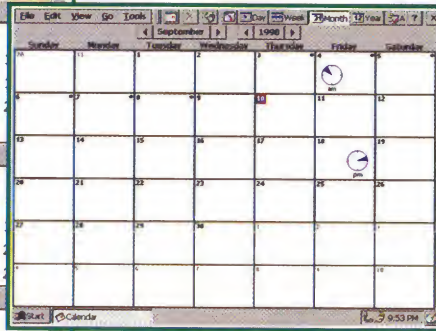 File Edit View Go Tools Day Week Month 12 Year A ? X
September 1998
Sunday Monday Tuesday Wednesday Thursday Friday Saturday
30 31 1 2 3 4 5
am
6 7 8 9 10 11 12
13 14 15 16 17 18 19
pm
20 21 22 23 24 25 26
27 28 29 30 1 2 3
4 5 6 7 8 9 10
Start Calendar 9:53 PM